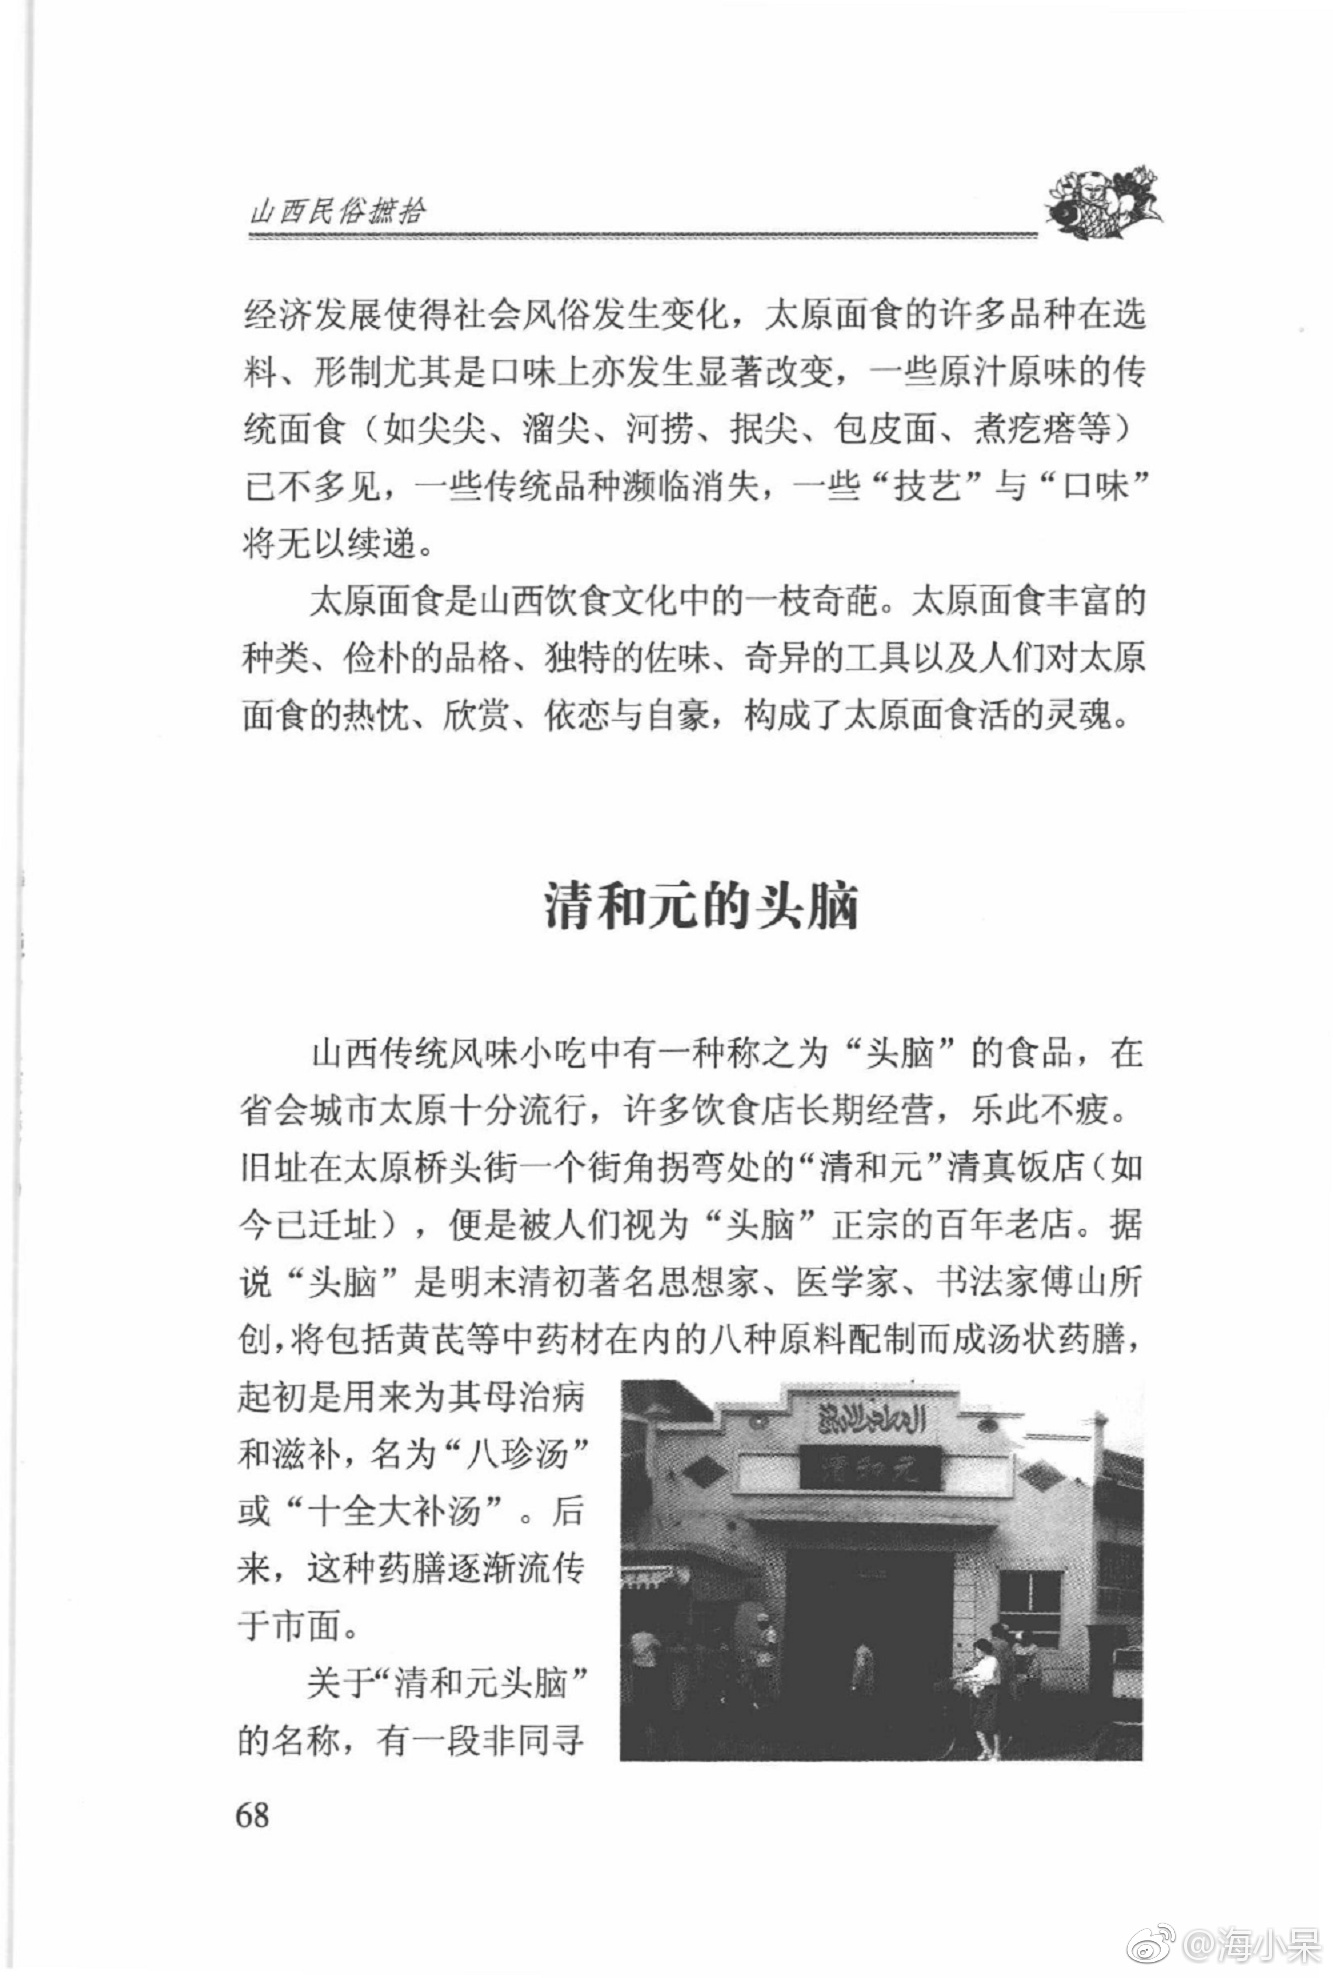 山西民俗摭拾
经济发展使得社会风俗发生变化，太原面食的许多品种在选
料、形制尤其是口味上亦发生显著改变，一些原汁原味的传
统面食（如尖尖、溜尖、河捞、抿尖、包皮面、煮疙瘩等）
已不多见，一些传统品种濒临消失，一些“技艺”与“口味”
将无以续递。
太原面食是山西饮食文化中的一枝奇葩。太原面食丰富的
种类、俭朴的品格、独特的佐味、奇异的工具以及人们对太原
面食的热忱、欣赏、依恋与自豪，构成了太原面食活的灵魂。
清和元的头脑
山西传统风味小吃中有一种称之为“头脑”的食品，在
省会城市太原十分流行，许多饮食店长期经营，乐此不疲。
旧址在太原桥头街一个街角拐弯处的“清和元”清真饭店（如
今已迁址），便是被人们视为“头脑”正宗的百年老店。据
说“头脑”是明末清初著名思想家、医学家、书法家傅山所
创，将包括黄芪等中药材在内的八种原料配制而成汤状药膳，
起初是用来为其母治病
和滋补，名为“八珍汤”
或“十全大补汤”。后
来，这种药膳逐渐流传
于市面。
关于“清和元头脑”
的名称，有一段非同寻
清和元
68
@海小呆